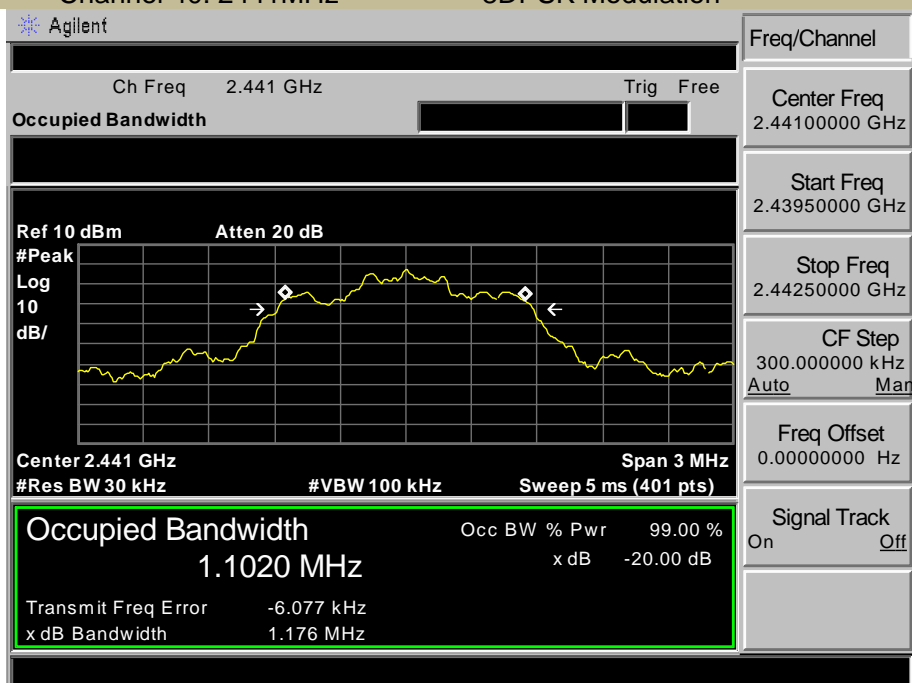 Agilent
Freq/Channel
Ch Freq 2.441 GHz Trig Free
Occupied Bandwidth
Center Freq
2.44100000 GHz
Start Freq
2.43950000 GHz
Stop Freq
2.44250000 GHz
CF Step
300.000000 kHz
Auto Man
Freq Offset
0.00000000 Hz
Signal Track
On Off
Ref 10 dBm Atten 20 dB
#Peak
Log
10
dB/
Center 2.441 GHz Span 3 MHz
#Res BW 30 kHz #VBW 100 kHz Sweep 5 ms (401 pts)
Occupied Bandwidth
1.1020 MHz
Occ BW % Pwr 99.00 %
x dB -20.00 dB
Transmit Freq Error -6.077 kHz
x dB Bandwidth 1.176 MHz